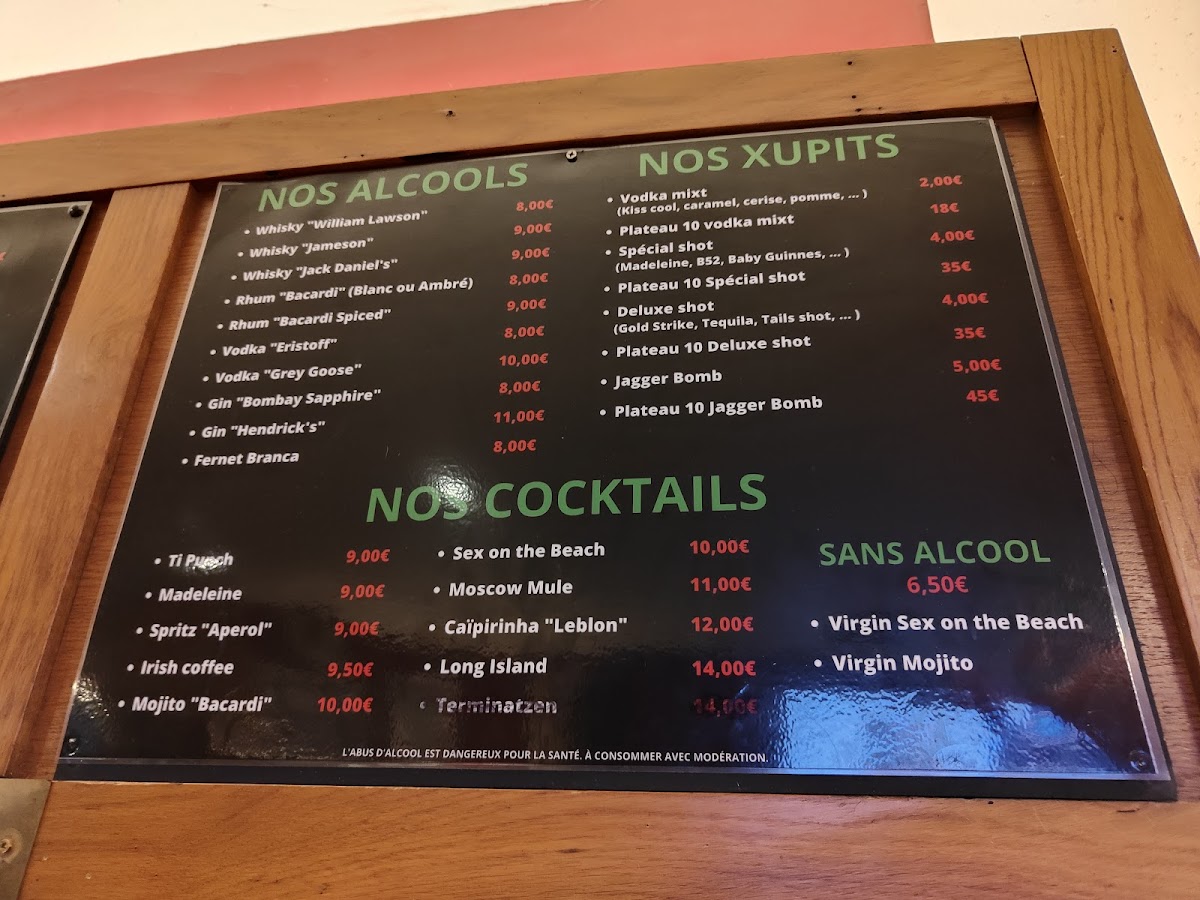 NOS ALCOOLS
• Whisky "William Lawson" 8,00€
• Whisky "Jameson" 9,00€
• Whisky "Jack Daniel's" 9,00€
• Rhum "Bacardi" (Blanc ou Ambré) 8,00€
• Rhum "Bacardi Spiced" 9,00€
• Vodka "Eristoff" 8,00€
• Vodka "Grey Goose" 10,00€
• Gin "Bombay Sapphire" 8,00€
• Gin "Hendrick's" 11,00€
• Fernet Branca 8,00€
NOS XUPITS
• Vodka mixt 2,00€
(Kiss cool, caramel, cerise, pomme, ... )
• Plateau 10 vodka mixt 18€
• Spécial shot 4,00€
(Madeleine, B52, Baby Guinnes, ... )
• Plateau 10 Spécial shot 35€
• Deluxe shot 4,00€
(Gold Strike, Tequila, Tails shot, ... )
• Plateau 10 Deluxe shot 35€
• Jagger Bomb 5,00€
• Plateau 10 Jagger Bomb 45€
NOS COCKTAILS
• Ti Punch 9,00€
• Madeleine 9,00€
• Spritz "Aperol" 9,00€
• Irish coffee 9,50€
• Mojito "Bacardi" 10,00€
• Sex on the Beach 10,00€
• Moscow Mule 11,00€
• Caïpirinha "Leblon" 12,00€
• Long Island 14,00€
• Terminatzen 14,00€
SANS ALCOOL
6,50€
• Virgin Sex on the Beach
• Virgin Mojito
L'ABUS D'ALCOOL EST DANGEREUX POUR LA SANTÉ. À CONSOMMER AVEC MODÉRATION.